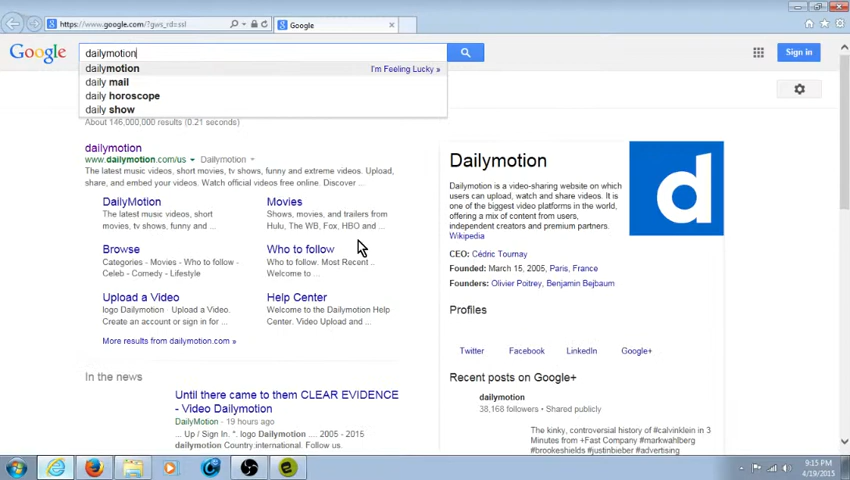 https://www.google.com/?gws_rd=ssl
Google
Google
dailymotion
Sign in
dailymotion
I'm Feeling Lucky »
daily mail
daily horoscope
daily show
About 146,000,000 results (0.21 seconds)
dailymotion
www.dailymotion.com/us ▾ Dailymotion ▾
The latest music videos, short movies, tv shows, funny and extreme videos. Upload,
share, and embed your videos. Watch official videos free online. Discover ...
DailyMotion
The latest music videos, short
movies, tv shows, funny and ...
Movies
Shows, movies, and trailers from
Hulu, The WB, Fox, HBO and ...
Browse
Categories - Movies - Who to follow -
Celeb - Comedy - Lifestyle
Who to follow
Who to follow. Most Recent ..
Welcome to ...
Upload a Video
logo Dailymotion · Upload a Video.
Create an account or sign in for ...
Help Center
Welcome to the Dailymotion Help
Center. Video Upload and ...
More results from dailymotion.com »
In the news
Until there came to them CLEAR EVIDENCE
- Video Dailymotion
DailyMotion - 19 hours ago
... Up / Sign In. *. logo Dailymotion .... 2005 - 2015
dailymotion Country:international. Follow us.
Dailymotion
Dailymotion is a video-sharing website on which
users can upload, watch and share videos. It is
one of the biggest video platforms in the world,
offering a mix of content from users,
independent creators and premium partners.
Wikipedia
d
CEO: Cédric Tournay
Founded: March 15, 2005, Paris, France
Founders: Olivier Poitrey, Benjamin Bejbaum
Profiles
Twitter
Facebook
LinkedIn
Google+
Recent posts on Google+
dailymotion
38,168 followers • Shared publicly
The kinky, controversial history of #calvinklein in 3
Minutes from +Fast Company #markwahlberg
#brookeshields #justinbieber #advertising
9:15 PM
4/19/2015